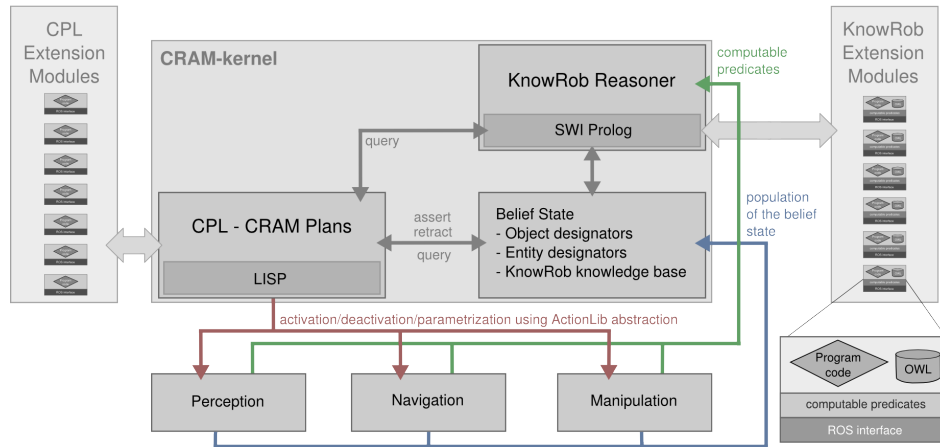 CPL
Extension
Modules
CRAM-kernel
KnowRob Reasoner
SWI Prolog
computable
predicates
KnowRob
Extension
Modules
query
CPL - CRAM Plans
LISP
assert
retract
query
Belief State
- Object designators
- Entity designators
- KnowRob knowledge base
population
of the belief
state
activation/deactivation/parametrization using ActionLib abstraction
Perception
Navigation
Manipulation
Program
code
OWL
computable predicates
ROS interface